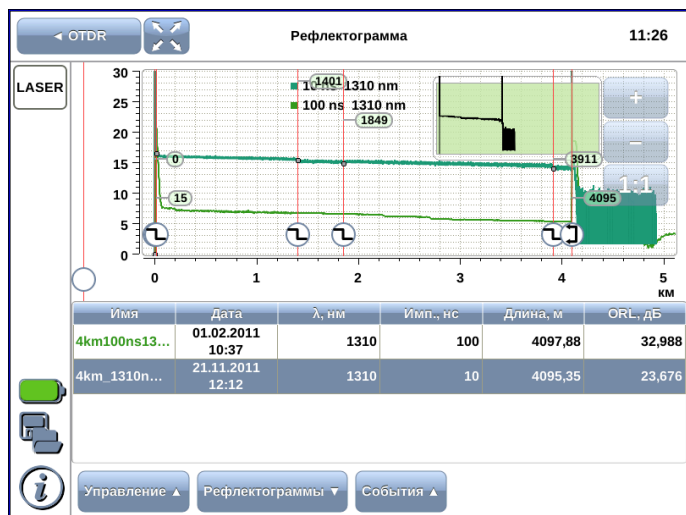 ◄ OTDR
Рефлектограмма
11:26
LASER
30
25
20
15
10
5
0
1401
10 ns 1310 nm
100 ns 1310 nm
1849
0
15
3911
4095
+
−
1:1
0 1 2 3 4 5
км
Имя Дата λ, нм Имп., нс Длина, м ORL, дБ
4km100ns13... 01.02.2011 10:37 1310 100 4097,88 32,988
4km_1310n... 21.11.2011 12:12 1310 10 4095,35 23,676
Управление ▲ Рефлектограммы ▼ События ▲